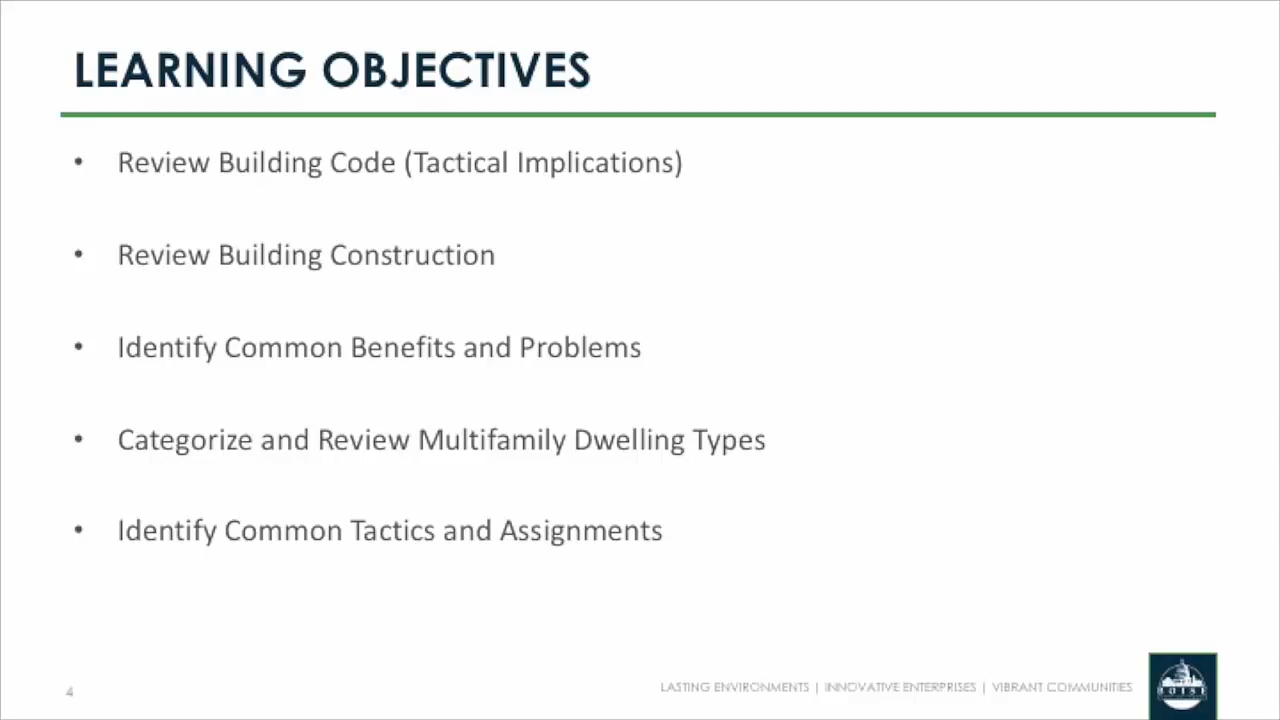 LEARNING OBJECTIVES
• Review Building Code (Tactical Implications)
• Review Building Construction
• Identify Common Benefits and Problems
• Categorize and Review Multifamily Dwelling Types
• Identify Common Tactics and Assignments
4
LASTING ENVIRONMENTS | INNOVATIVE ENTERPRISES | VIBRANT COMMUNITIES
BOISE